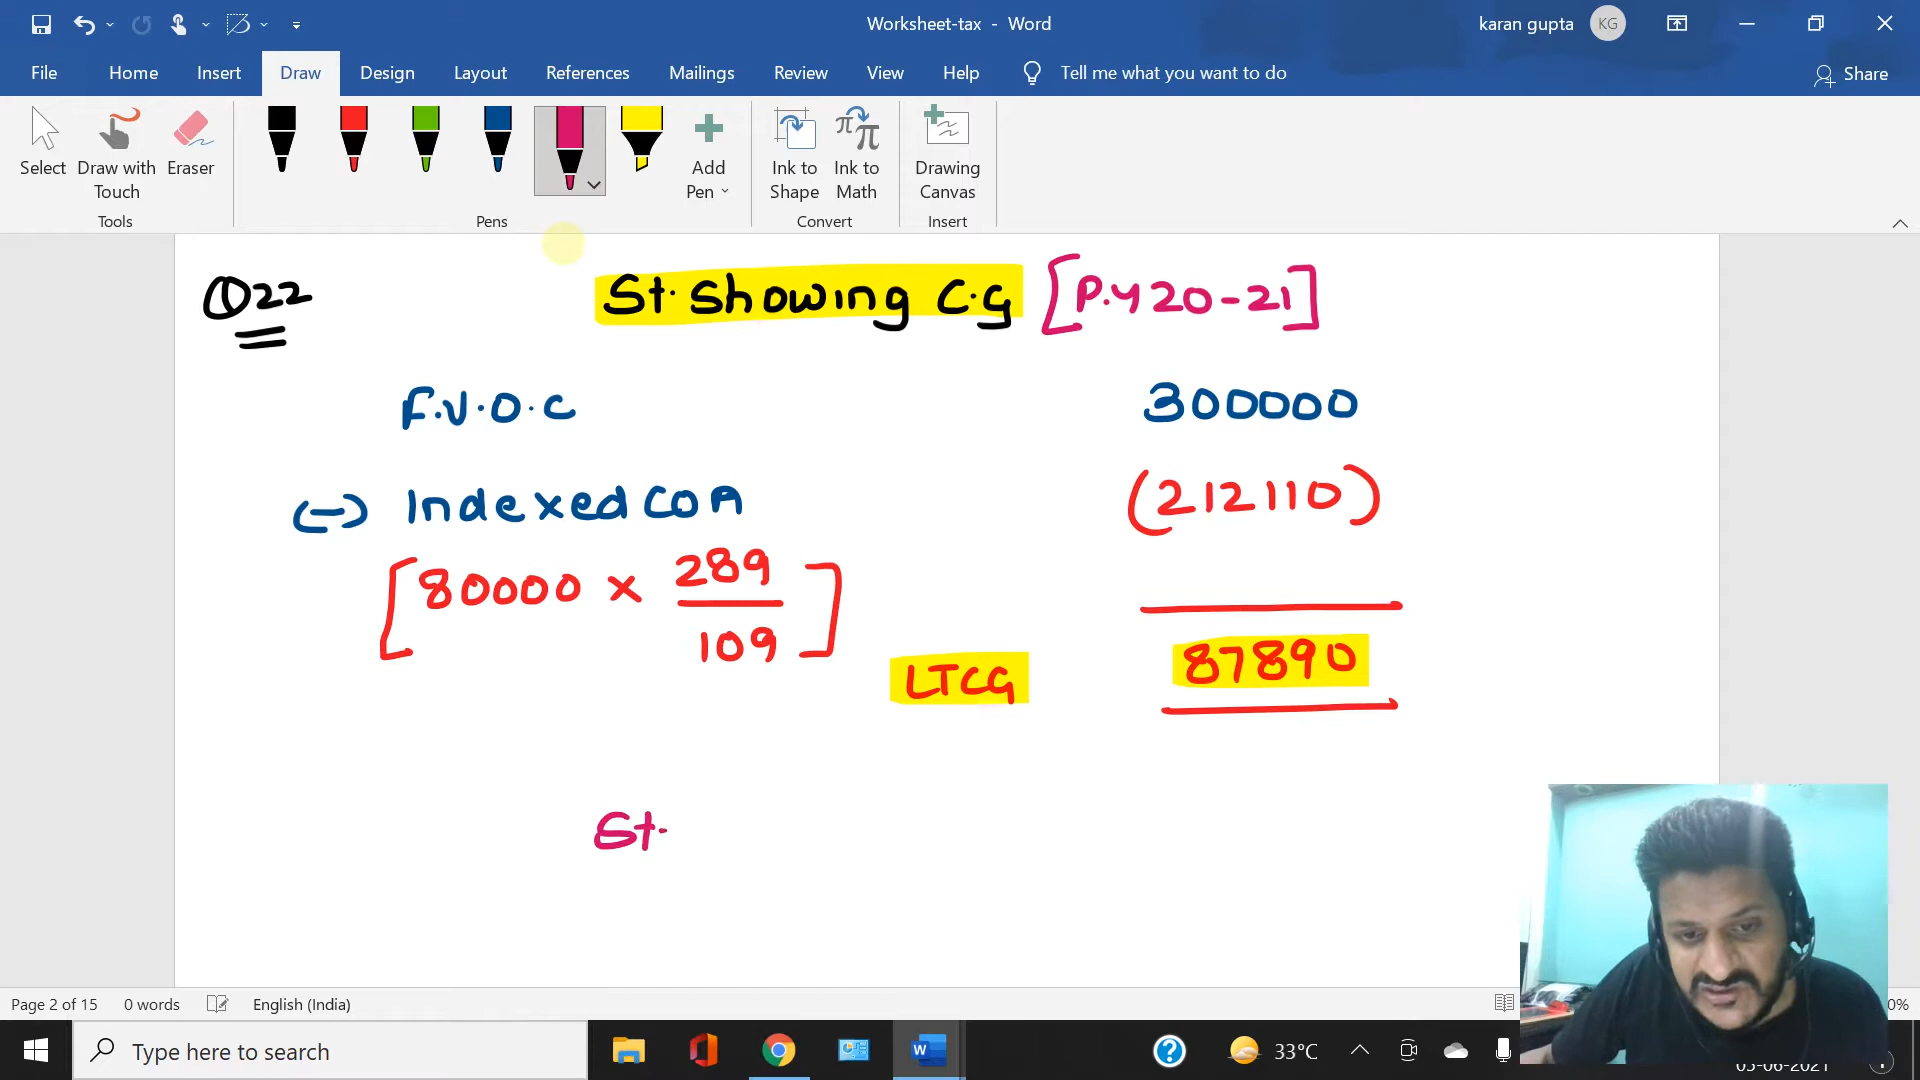 Worksheet-tax - Word
karan gupta KG
File Home Insert Draw Design Layout References Mailings Review View Help Tell me what you want to do Share
Select Draw with Touch Eraser Add Pen Ink to Shape Ink to Math Drawing Canvas
Tools Pens Convert Insert
Q22 St. Showing C.G [P.Y 20-21]
F.V.O.C 300000
(-) Indexed COA (212110)
[80000 x 289
109]
LTCG 87890
St.
Page 2 of 15 0 words English (India)
Type here to search
33°C